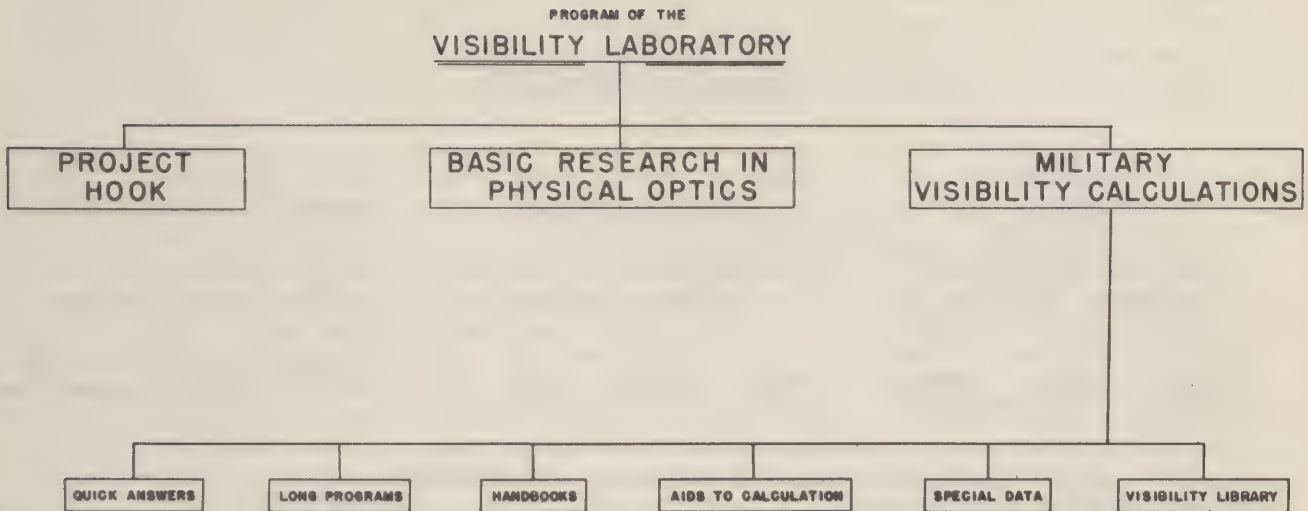 PROGRAM OF THE
VISIBILITY LABORATORY
PROJECT
HOOK
BASIC RESEARCH IN
PHYSICAL OPTICS
MILITARY
VISIBILITY CALCULATIONS
QUICK ANSWERS
LONG PROGRAMS
HANDBOOKS
AIDS TO CALCULATION
SPECIAL DATA
VISIBILITY LIBRARY